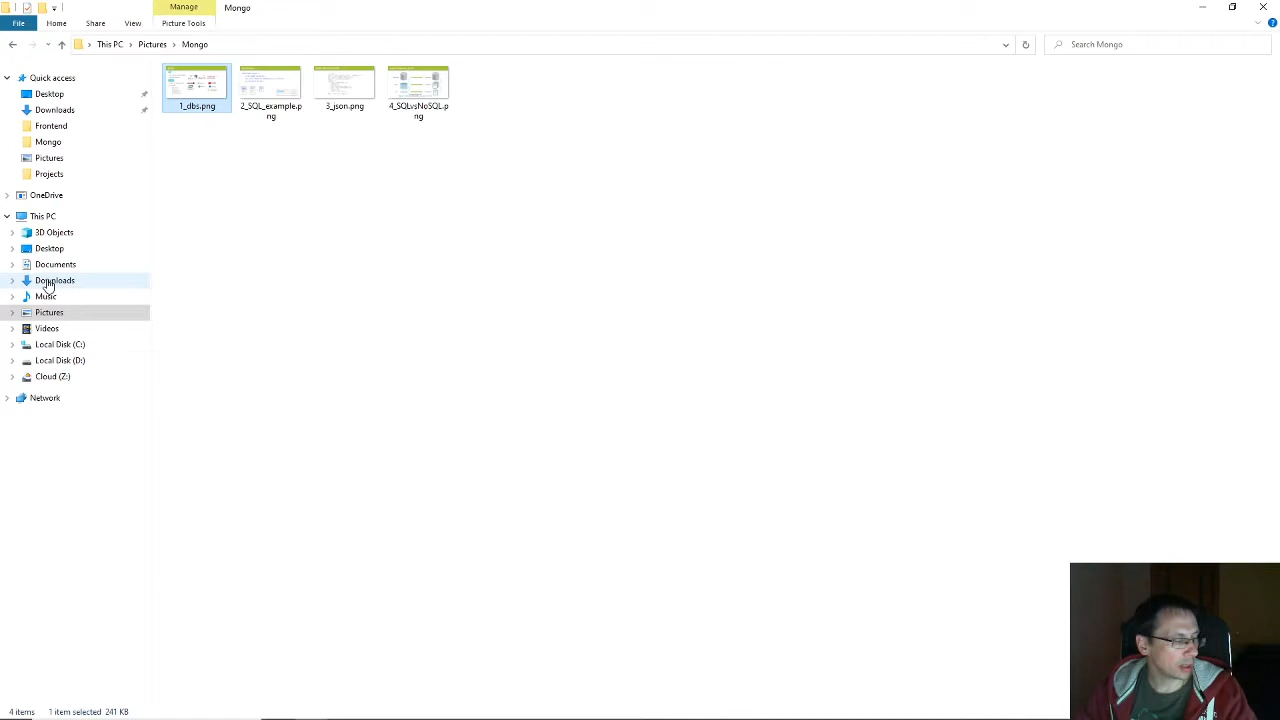 Manage
Mongo
File
Home
Share
View
Picture Tools
This PC
Pictures
Mongo
Search Mongo
Quick access
Desktop
Downloads
Frontend
Mongo
Pictures
Projects
OneDrive
This PC
3D Objects
Desktop
Documents
Downloads
Music
Pictures
Videos
Local Disk (C:)
Local Disk (D:)
Cloud (Z:)
Network
1_dbs.png
2_SQL_example.p
ng
3_json.png
4_SQLvsNoSQL.p
ng
4 items
1 item selected 241 KB